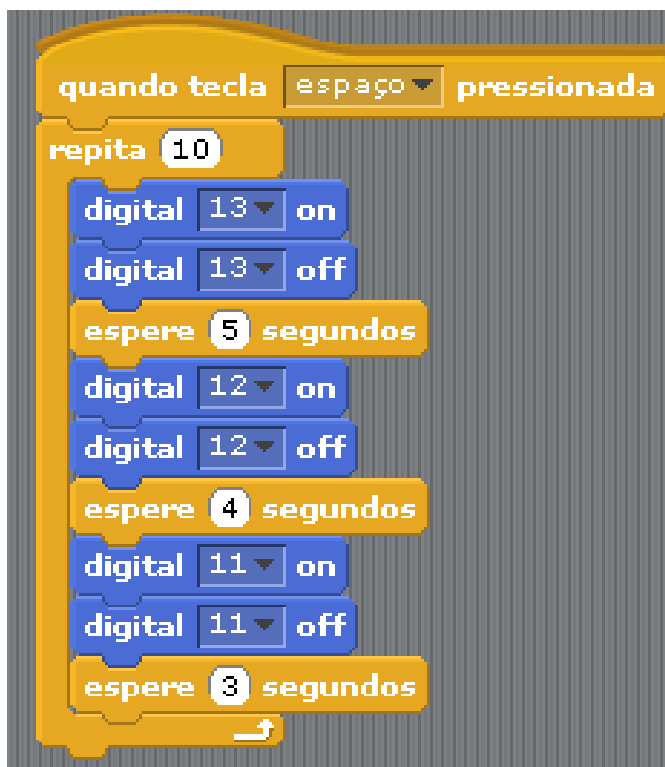 quando tecla espaço pressionada
repita 10
digital 13 on
digital 13 off
espere 5 segundos
digital 12 on
digital 12 off
espere 4 segundos
digital 11 on
digital 11 off
espere 3 segundos